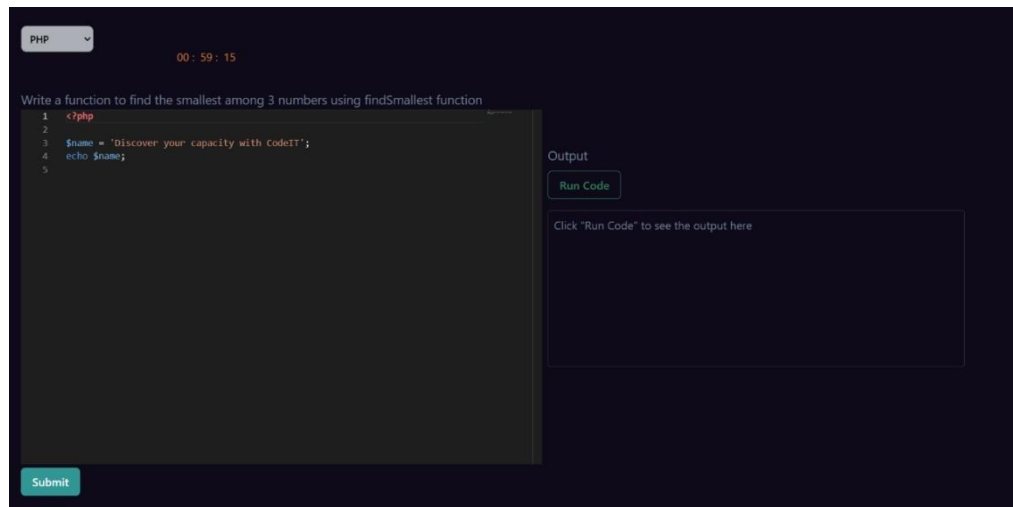 PHP
00 : 59 : 15
Write a function to find the smallest among 3 numbers using findSmallest function
1 <?php
2
3 $name = 'Discover your capacity with CodeIT';
4 echo $name;
5
Output
Run Code
Click "Run Code" to see the output here
Submit